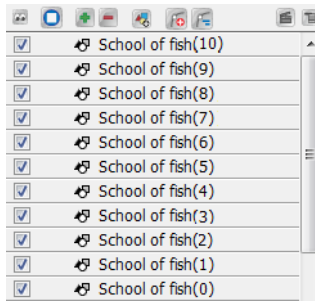 School of fish(10)
School of fish(9)
School of fish(8)
School of fish(7)
School of fish(6)
School of fish(5)
School of fish(4)
School of fish(3)
School of fish(2)
School of fish(1)
School of fish(0)